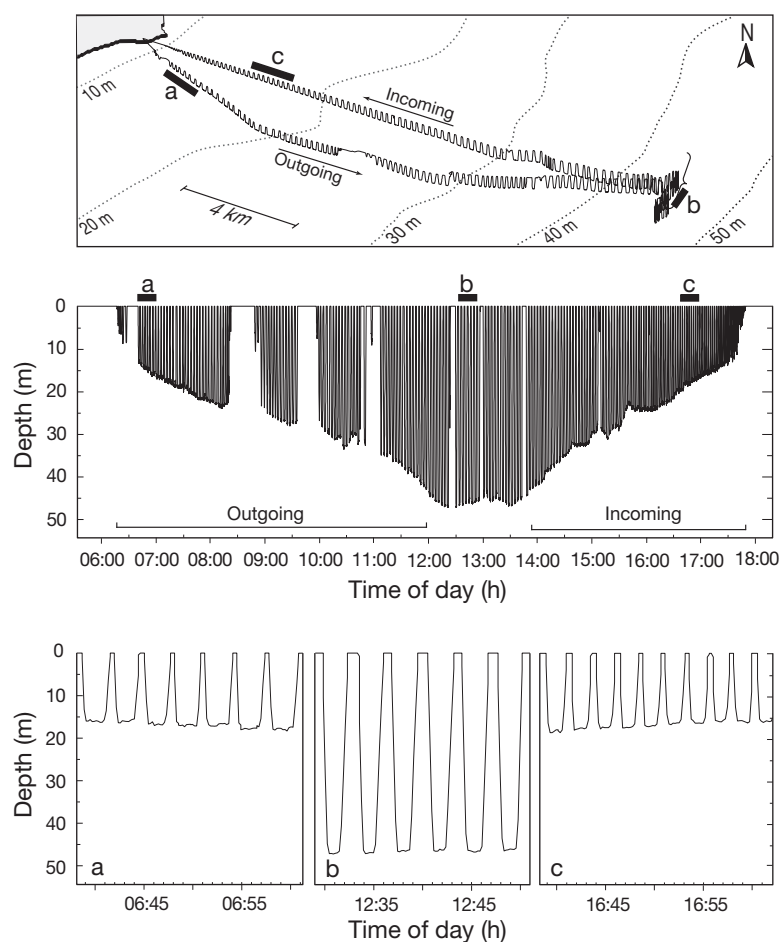 N
c
10 m
a
Incoming
Outgoing
4 km
20 m
30 m
40 m
50 m
b
a
b
c
0
10
20
30
40
50
Depth (m)
Outgoing
Incoming
06:00 07:00 08:00 09:00 10:00 11:00 12:00 13:00 14:00 15:00 16:00 17:00 18:00
Time of day (h)
0
10
20
30
40
50
Depth (m)
a
b
c
06:45 06:55 12:35 12:45 16:45 16:55
Time of day (h)